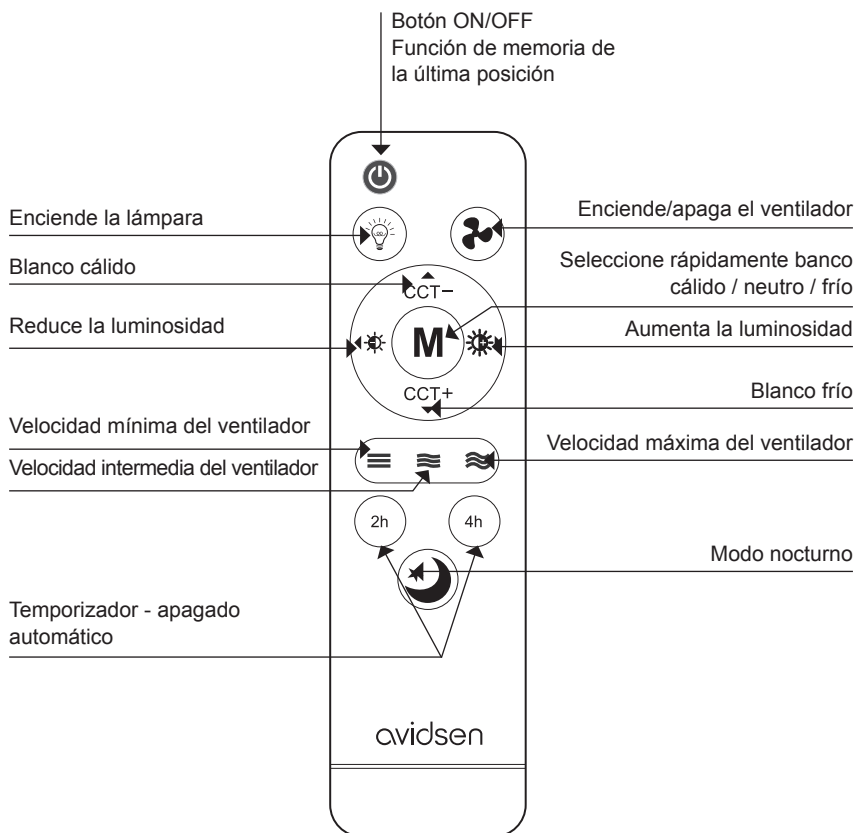 Botón ON/OFF
Función de memoria de
la última posición
Enciende la lámpara
Enciende/apaga el ventilador
Blanco cálido
Seleccione rápidamente banco
cálido / neutro / frío
CCT−
Reduce la luminosidad
M
Aumenta la luminosidad
CCT+
Blanco frío
Velocidad mínima del ventilador
Velocidad máxima del ventilador
Velocidad intermedia del ventilador
2h
4h
Modo nocturno
Temporizador - apagado
automático
avidsen